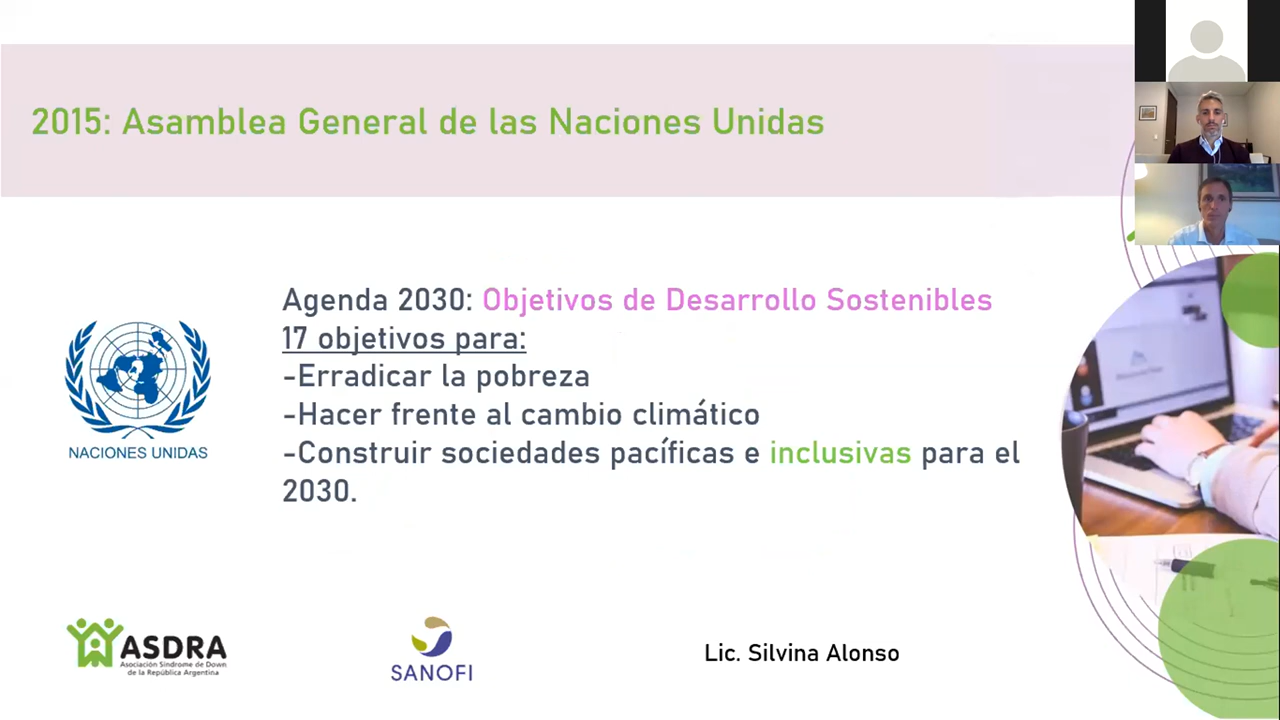 2015: Asamblea General de las Naciones Unidas
Agenda 2030: Objetivos de Desarrollo Sostenibles
17 objetivos para:
-Erradicar la pobreza
-Hacer frente al cambio climático
-Construir sociedades pacíficas e inclusivas para el
2030.
NACIONES UNIDAS
ASDRA
Asociación Síndrome de Down
de la República Argentina
SANOFI
Lic. Silvina Alonso